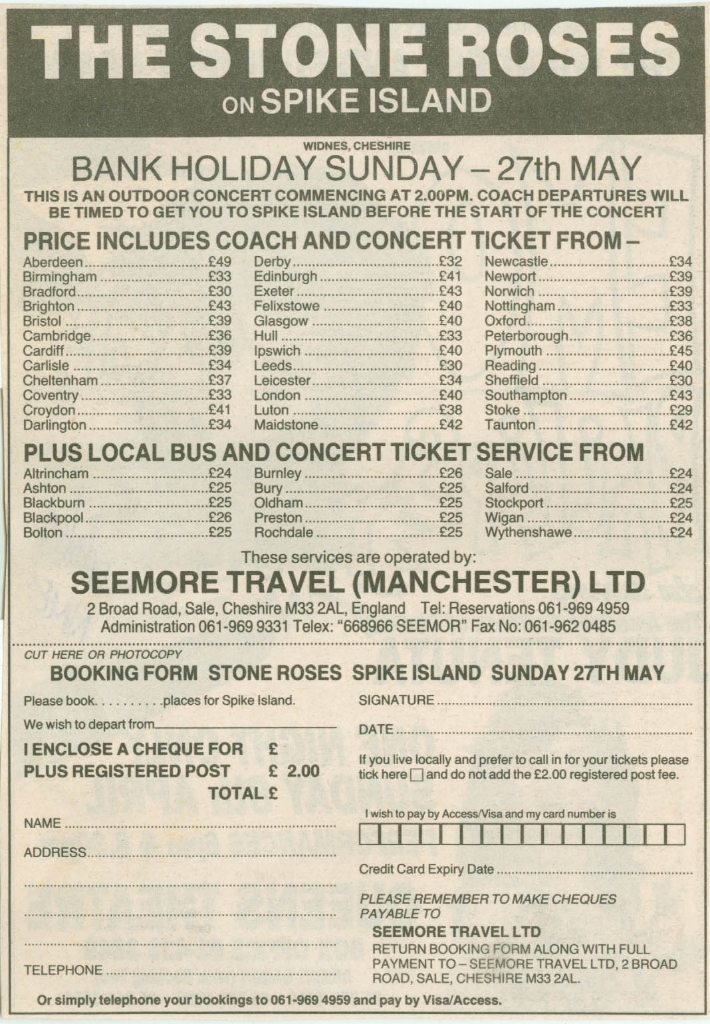 THE STONE ROSES
ON SPIKE ISLAND
WIDNES, CHESHIRE
BANK HOLIDAY SUNDAY – 27th MAY
THIS IS AN OUTDOOR CONCERT COMMENCING AT 2.00PM. COACH DEPARTURES WILL
BE TIMED TO GET YOU TO SPIKE ISLAND BEFORE THE START OF THE CONCERT
PRICE INCLUDES COACH AND CONCERT TICKET FROM –
Aberdeen £49
Birmingham £33
Bradford £30
Brighton £43
Bristol £39
Cambridge £36
Cardiff £39
Carlisle £34
Cheltenham £37
Coventry £33
Croydon £41
Darlington £34
Derby £32
Edinburgh £41
Exeter £43
Felixstowe £40
Glasgow £40
Hull £33
Ipswich £40
Leeds £30
Leicester £34
London £40
Luton £38
Maidstone £42
Newcastle £34
Newport £39
Norwich £39
Nottingham £33
Oxford £38
Peterborough £36
Plymouth £45
Reading £40
Sheffield £30
Southampton £43
Stoke £29
Taunton £42
PLUS LOCAL BUS AND CONCERT TICKET SERVICE FROM
Altrincham £24
Ashton £25
Blackburn £25
Blackpool £26
Bolton £25
Burnley £26
Bury £25
Oldham £25
Preston £25
Rochdale £25
Sale £24
Salford £24
Stockport £25
Wigan £24
Wythenshawe £24
These services are operated by:
SEEMORE TRAVEL (MANCHESTER) LTD
2 Broad Road, Sale, Cheshire M33 2AL, England Tel: Reservations 061-969 4959
Administration 061-969 9331 Telex: "668966 SEEMOR" Fax No: 061-962 0485
CUT HERE OR PHOTOCOPY
BOOKING FORM STONE ROSES SPIKE ISLAND SUNDAY 27TH MAY
Please book..........places for Spike Island.
We wish to depart from
I ENCLOSE A CHEQUE FOR £
PLUS REGISTERED POST £ 2.00
TOTAL £
NAME
ADDRESS
TELEPHONE
SIGNATURE
DATE
If you live locally and prefer to call in for your tickets please
tick here and do not add the £2.00 registered post fee.
I wish to pay by Access/Visa and my card number is
Credit Card Expiry Date
PLEASE REMEMBER TO MAKE CHEQUES
PAYABLE TO
SEEMORE TRAVEL LTD
RETURN BOOKING FORM ALONG WITH FULL
PAYMENT TO – SEEMORE TRAVEL LTD, 2 BROAD
ROAD, SALE, CHESHIRE M33 2AL.
Or simply telephone your bookings to 061-969 4959 and pay by Visa/Access.